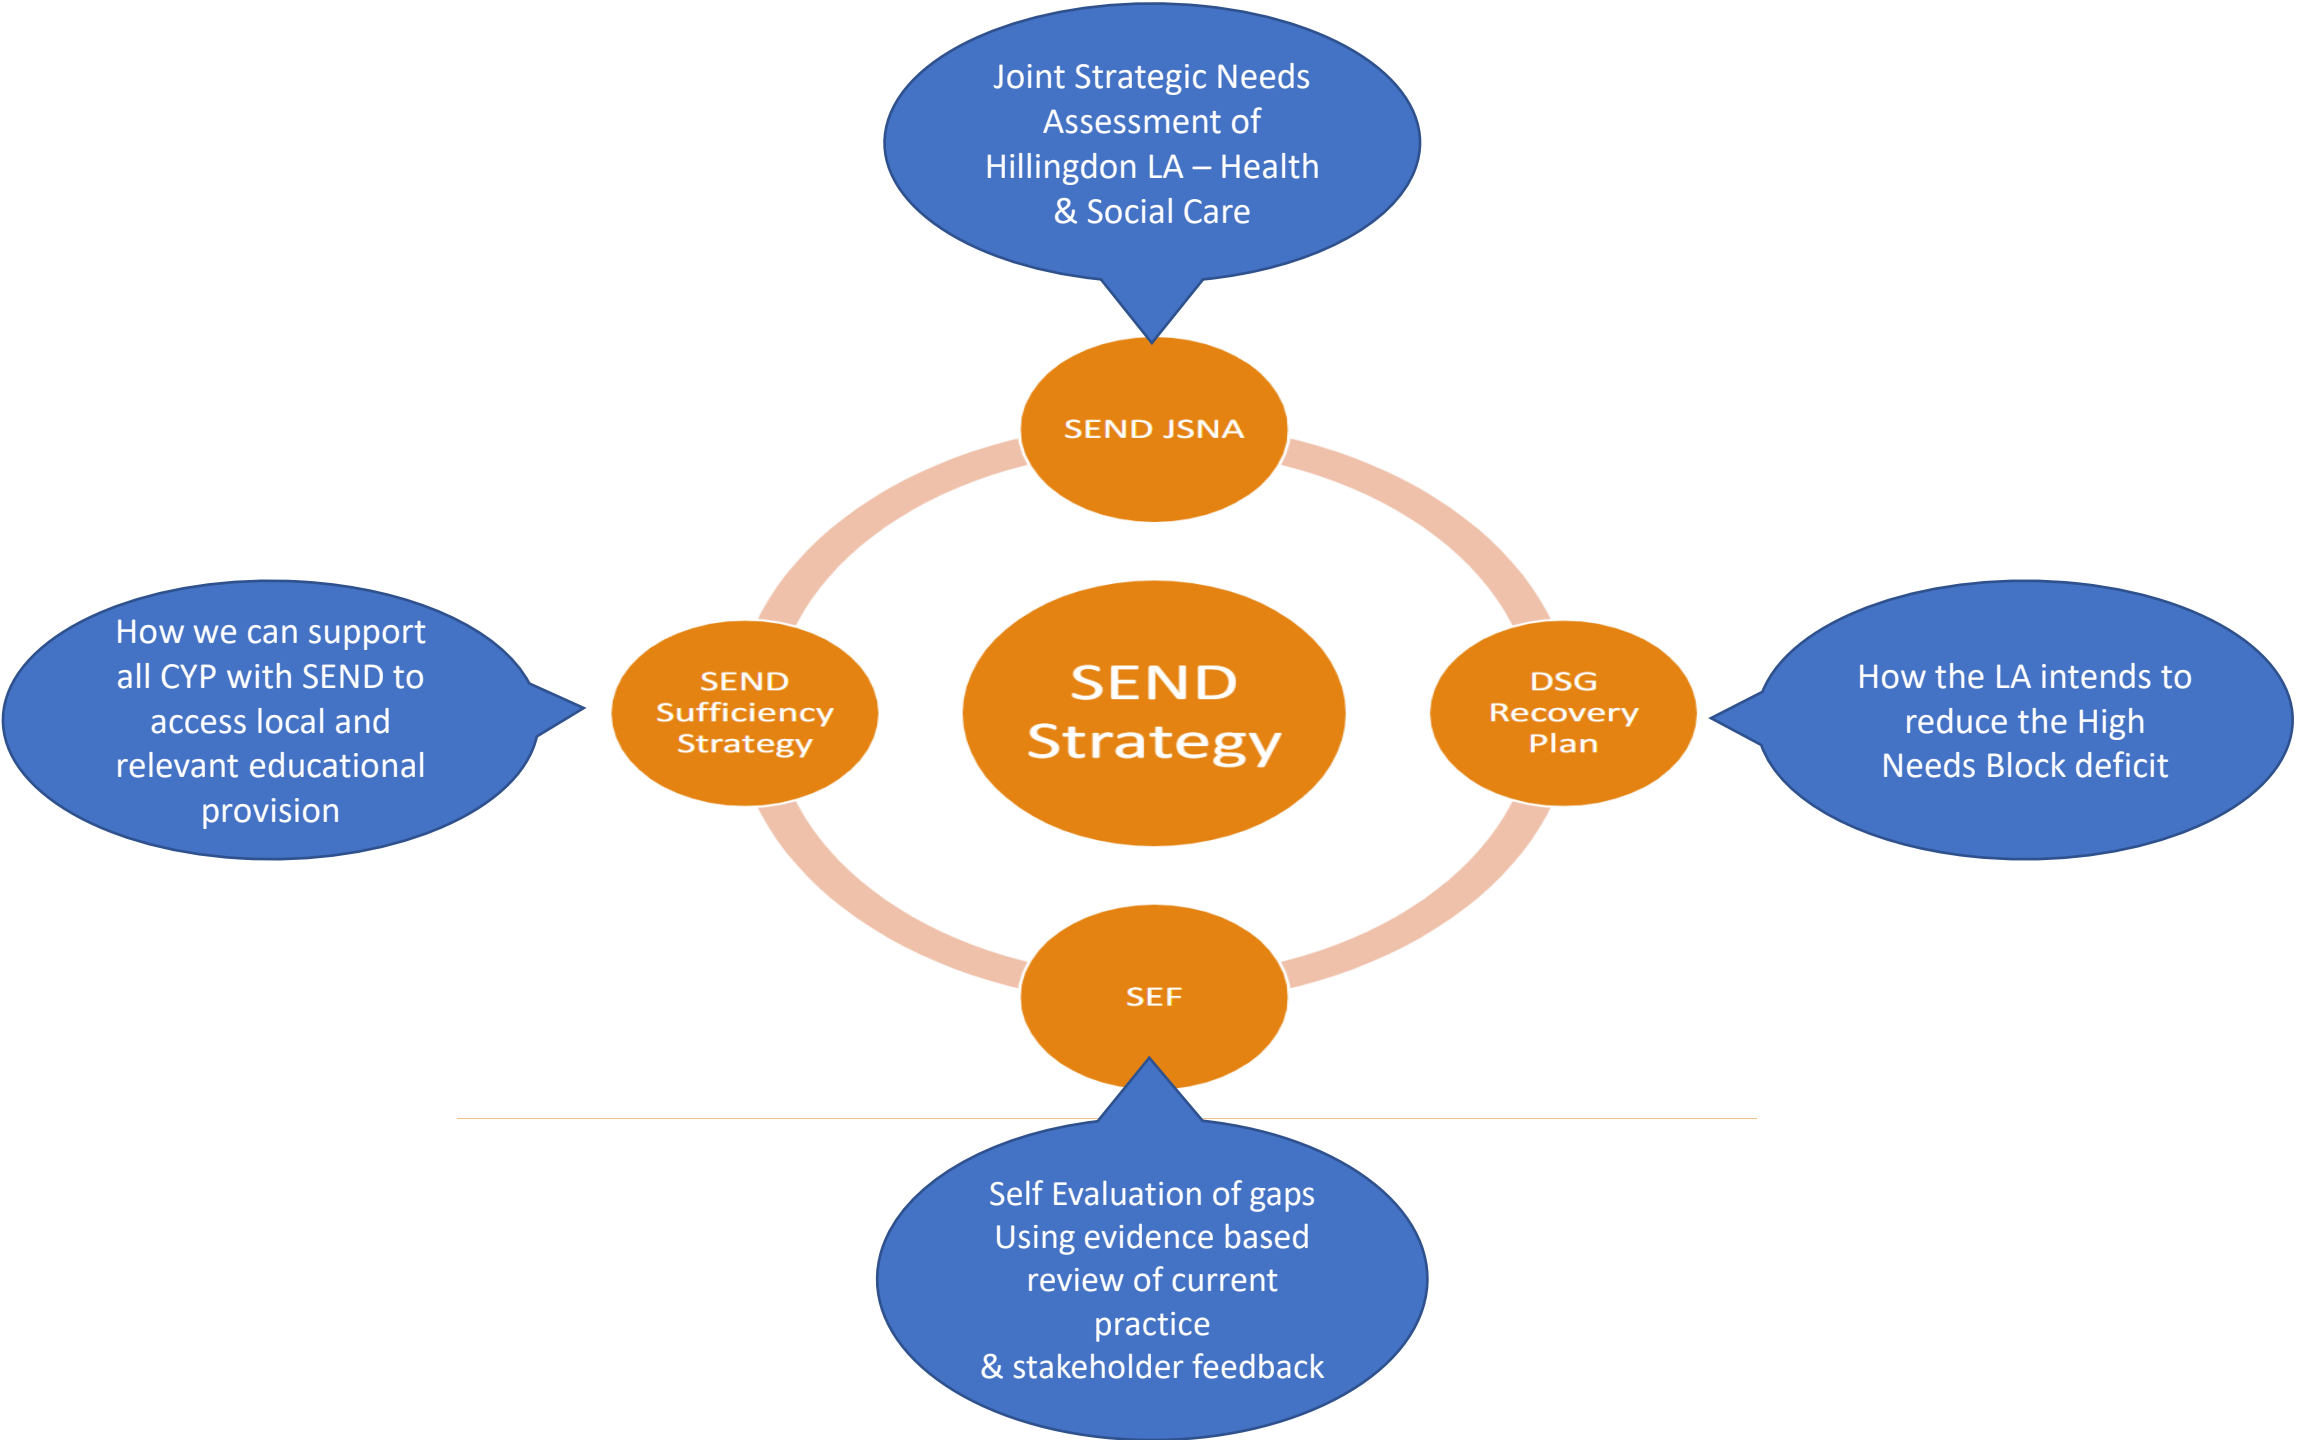 Joint Strategic Needs
Assessment of
Hillingdon LA – Health
& Social Care
SEND JSNA
How we can support
all CYP with SEND to
access local and
relevant educational
provision
SEND
Sufficiency
Strategy
SEND
Strategy
DSG
Recovery
Plan
How the LA intends to
reduce the High
Needs Block deficit
SEF
Self Evaluation of gaps
Using evidence based
review of current
practice
& stakeholder feedback